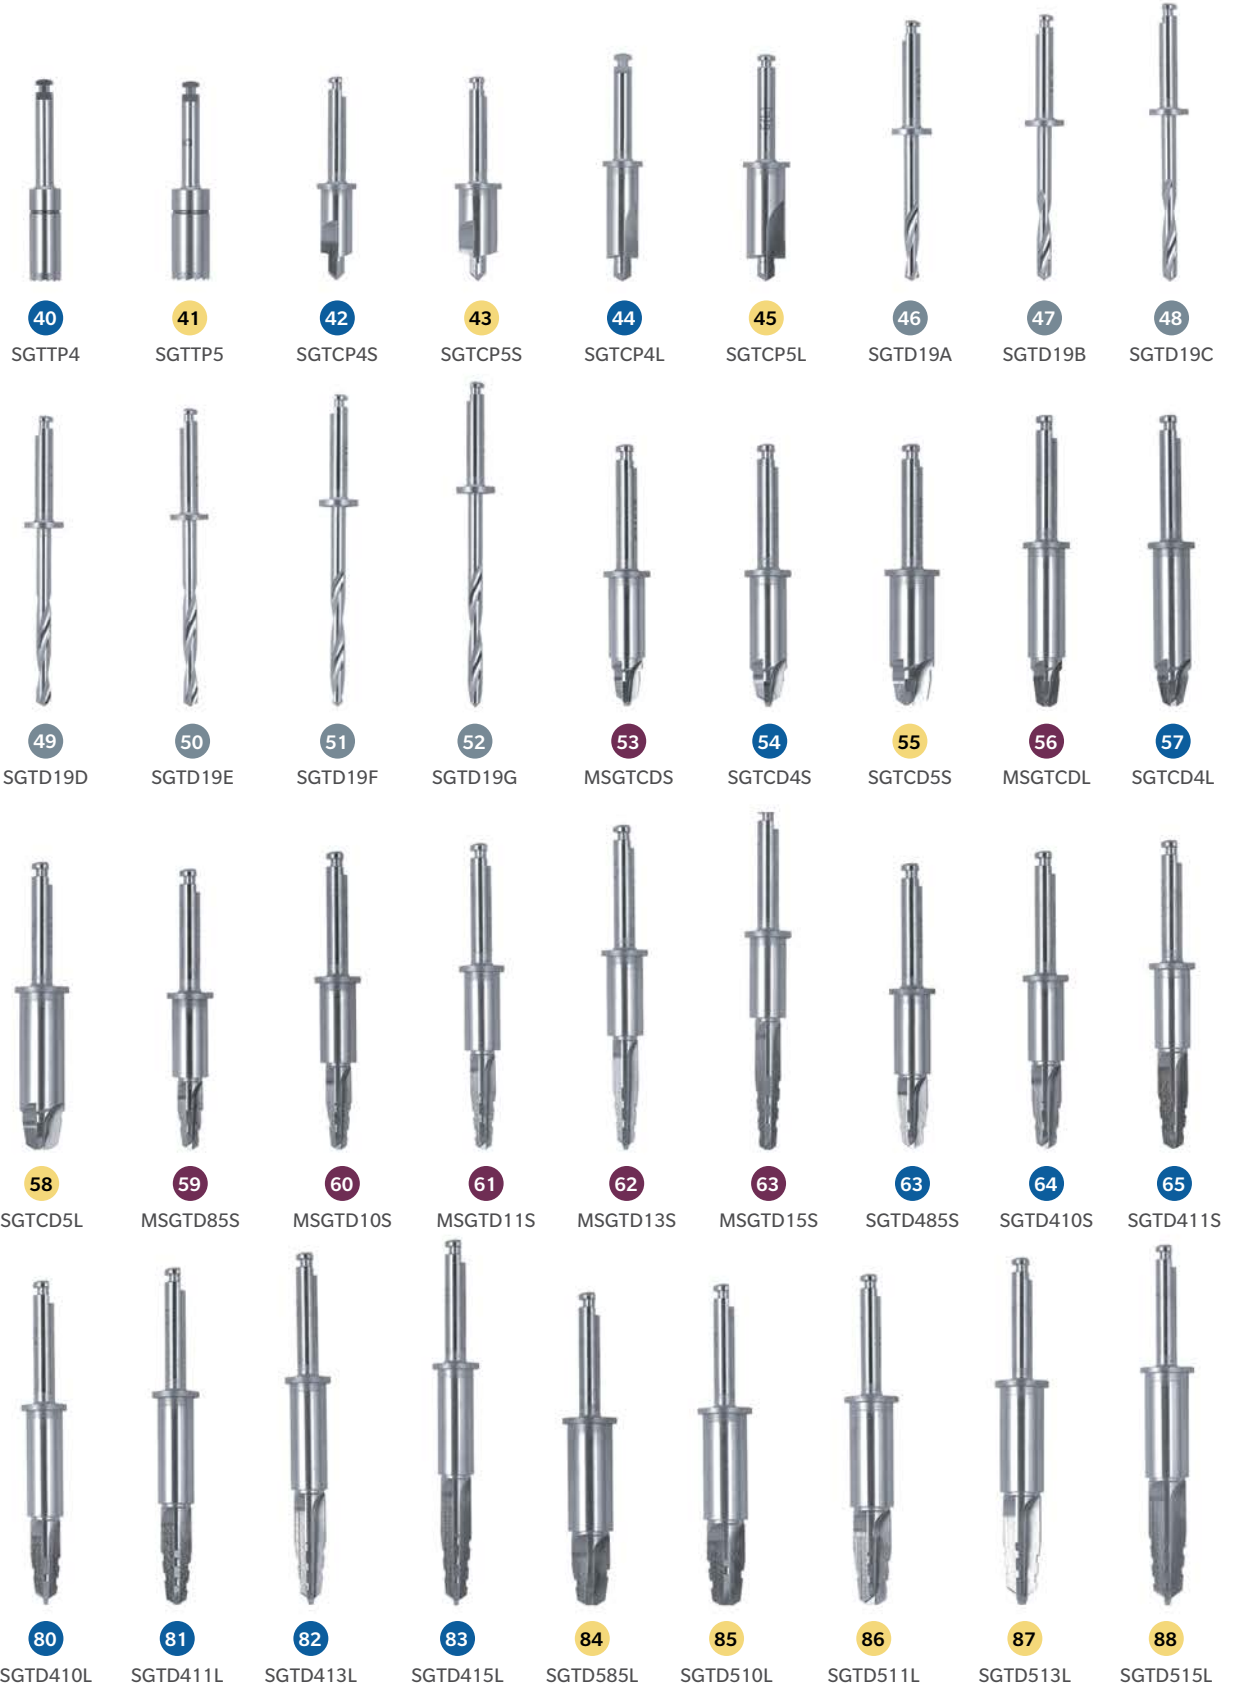 40 41 42 43 44 45 46 47 48
SGTTP4 SGTTP5 SGTCP4S SGTCP5S SGTCP4L SGTCP5L SGTD19A SGTD19B SGTD19C
49 50 51 52 53 54 55 56 57
SGTD19D SGTD19E SGTD19F SGTD19G MSGTCDS SGTCD4S SGTCD5S MSGTCDL SGTCD4L
58 59 60 61 62 63 63 64 65
SGTCD5L MSGTD85S MSGTD10S MSGTD11S MSGTD13S MSGTD15S SGTD485S SGTD410S SGTD411S
80 81 82 83 84 85 86 87 88
SGTD410L SGTD411L SGTD413L SGTD415L SGTD585L SGTD510L SGTD511L SGTD513L SGTD515L